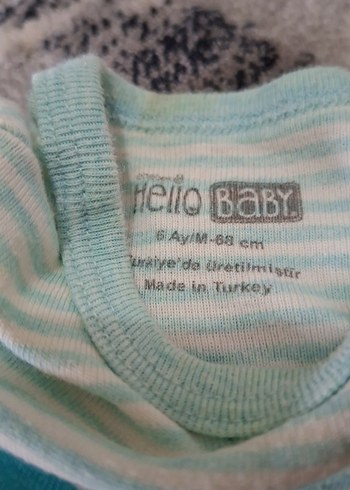 Hello BABY
6 Ay/M-68 cm
Türkiye'de üretilmiştir
Made in Turkey